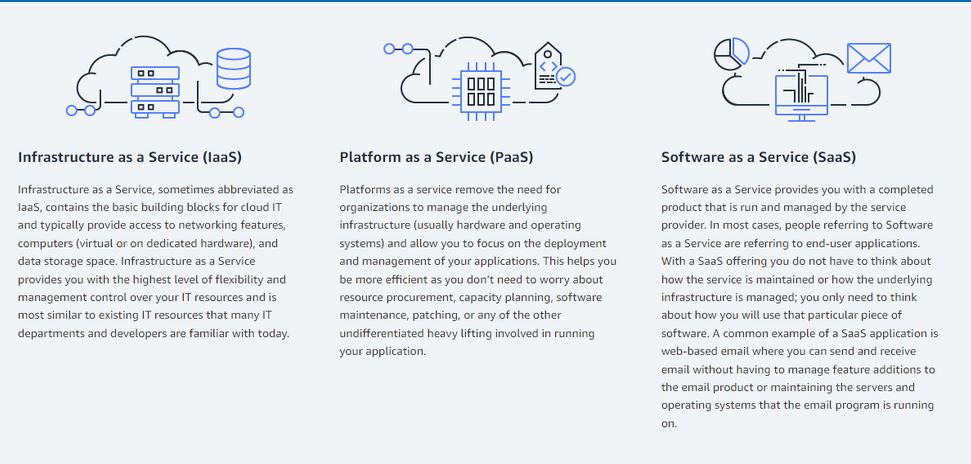 Infrastructure as a Service (IaaS)
Infrastructure as a Service, sometimes abbreviated as
IaaS, contains the basic building blocks for cloud IT
and typically provide access to networking features,
computers (virtual or on dedicated hardware), and
data storage space. Infrastructure as a Service
provides you with the highest level of flexibility and
management control over your IT resources and is
most similar to existing IT resources that many IT
departments and developers are familiar with today.
Platform as a Service (PaaS)
Platforms as a service remove the need for
organizations to manage the underlying
infrastructure (usually hardware and operating
systems) and allow you to focus on the deployment
and management of your applications. This helps you
be more efficient as you don't need to worry about
resource procurement, capacity planning, software
maintenance, patching, or any of the other
undifferentiated heavy lifting involved in running
your application.
Software as a Service (SaaS)
Software as a Service provides you with a completed
product that is run and managed by the service
provider. In most cases, people referring to Software
as a Service are referring to end-user applications.
With a SaaS offering you do not have to think about
how the service is maintained or how the underlying
infrastructure is managed; you only need to think
about how you will use that particular piece of
software. A common example of a SaaS application is
web-based email where you can send and receive
email without having to manage feature additions to
the email product or maintaining the servers and
operating systems that the email program is running
on.